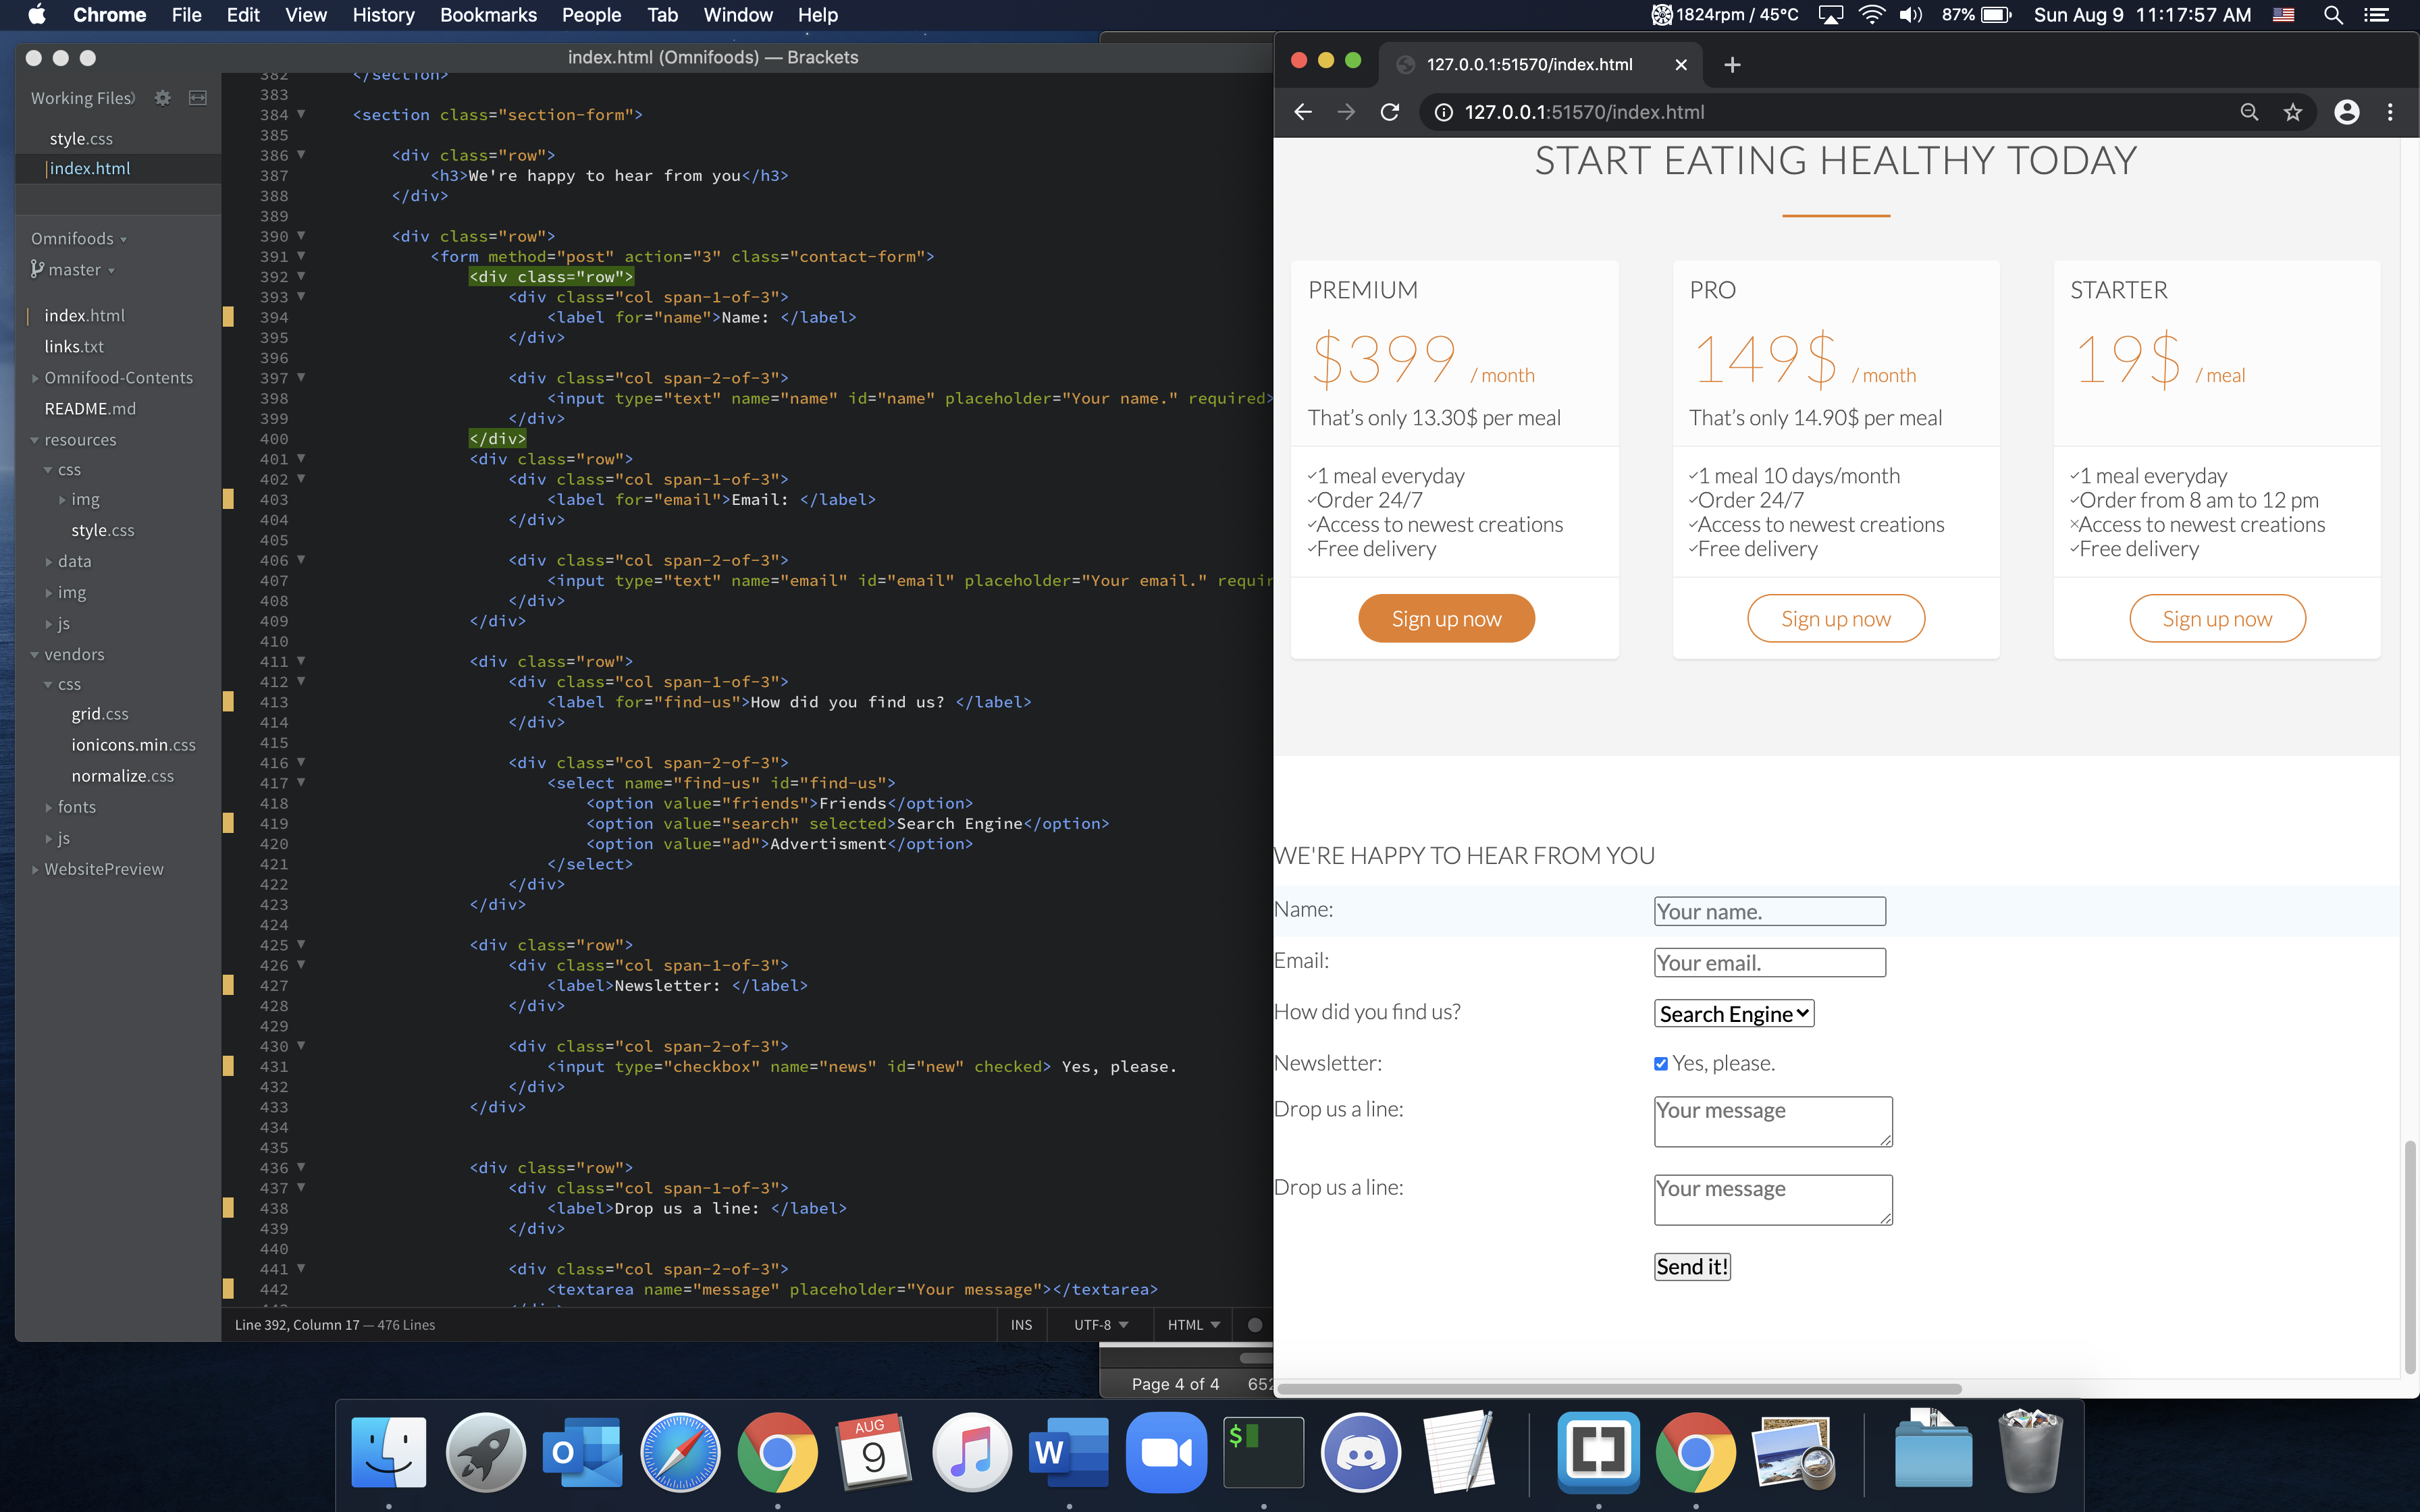 Chrome File Edit View History Bookmarks People Tab Window Help
1824rpm / 45°C 87% Sun Aug 9 11:17:57 AM
index.html (Omnifoods) — Brackets
Working Files
style.css
index.html
Omnifoods
master
index.html
links.txt
Omnifood-Contents
README.md
resources
css
img
style.css
data
img
js
vendors
css
grid.css
ionicons.min.css
normalize.css
fonts
js
WebsitePreview
382 </section>
383
384 <section class="section-form">
385
386 <div class="row">
387 <h3>We're happy to hear from you</h3>
388 </div>
389
390 <div class="row">
391 <form method="post" action="3" class="contact-form">
392 <div class="row">
393 <div class="col span-1-of-3">
394 <label for="name">Name: </label>
395 </div>
396
397 <div class="col span-2-of-3">
398 <input type="text" name="name" id="name" placeholder="Your name." required>
399 </div>
400 </div>
401 <div class="row">
402 <div class="col span-1-of-3">
403 <label for="email">Email: </label>
404 </div>
405
406 <div class="col span-2-of-3">
407 <input type="text" name="email" id="email" placeholder="Your email." requir
408 </div>
409 </div>
410
411 <div class="row">
412 <div class="col span-1-of-3">
413 <label for="find-us">How did you find us? </label>
414 </div>
415
416 <div class="col span-2-of-3">
417 <select name="find-us" id="find-us">
418 <option value="friends">Friends</option>
419 <option value="search" selected>Search Engine</option>
420 <option value="ad">Advertisment</option>
421 </select>
422 </div>
423 </div>
424
425 <div class="row">
426 <div class="col span-1-of-3">
427 <label>Newsletter: </label>
428 </div>
429
430 <div class="col span-2-of-3">
431 <input type="checkbox" name="news" id="new" checked> Yes, please.
432 </div>
433 </div>
434
435
436 <div class="row">
437 <div class="col span-1-of-3">
438 <label>Drop us a line: </label>
439 </div>
440
441 <div class="col span-2-of-3">
442 <textarea name="message" placeholder="Your message"></textarea>
Line 392, Column 17 — 476 Lines
INS UTF-8 HTML
Page 4 of 4 652
127.0.0.1:51570/index.html
127.0.0.1:51570/index.html
START EATING HEALTHY TODAY
PREMIUM
$399 / month
That's only 13.30$ per meal
1 meal everyday
Order 24/7
Access to newest creations
Free delivery
Sign up now
PRO
149$ / month
That's only 14.90$ per meal
1 meal 10 days/month
Order 24/7
Access to newest creations
Free delivery
Sign up now
STARTER
19$ / meal
1 meal everyday
Order from 8 am to 12 pm
Access to newest creations
Free delivery
Sign up now
WE'RE HAPPY TO HEAR FROM YOU
Name: Your name.
Email: Your email.
How did you find us? Search Engine
Newsletter: Yes, please.
Drop us a line: Your message
Drop us a line: Your message
Send it!
AUG
9
O
W
$